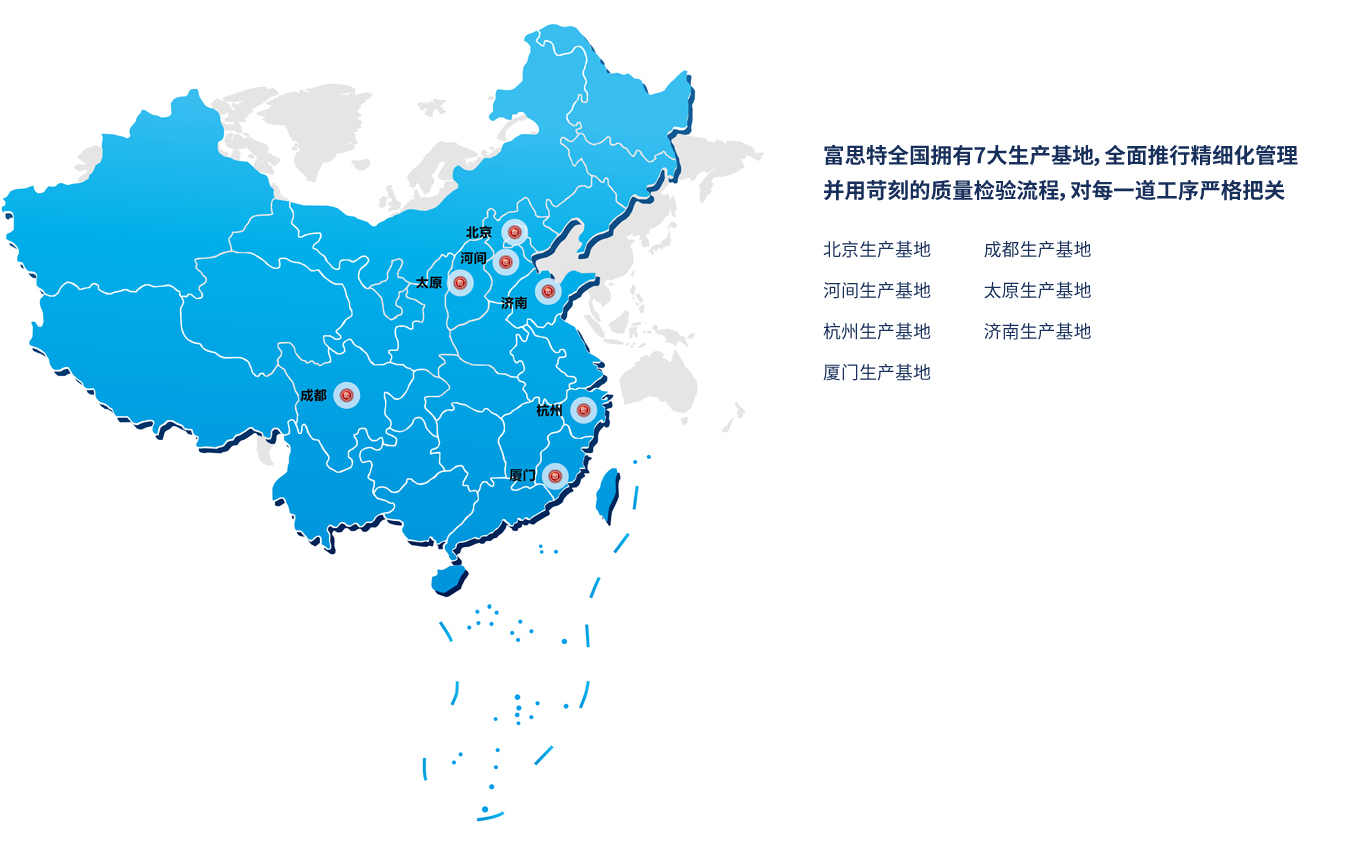 北京
河间
太原
济南
成都
杭州
厦门
富思特全国拥有7大生产基地，全面推行精细化管理
并用苛刻的质量检验流程，对每一道工序严格把关
北京生产基地 成都生产基地
河间生产基地 太原生产基地
杭州生产基地 济南生产基地
厦门生产基地